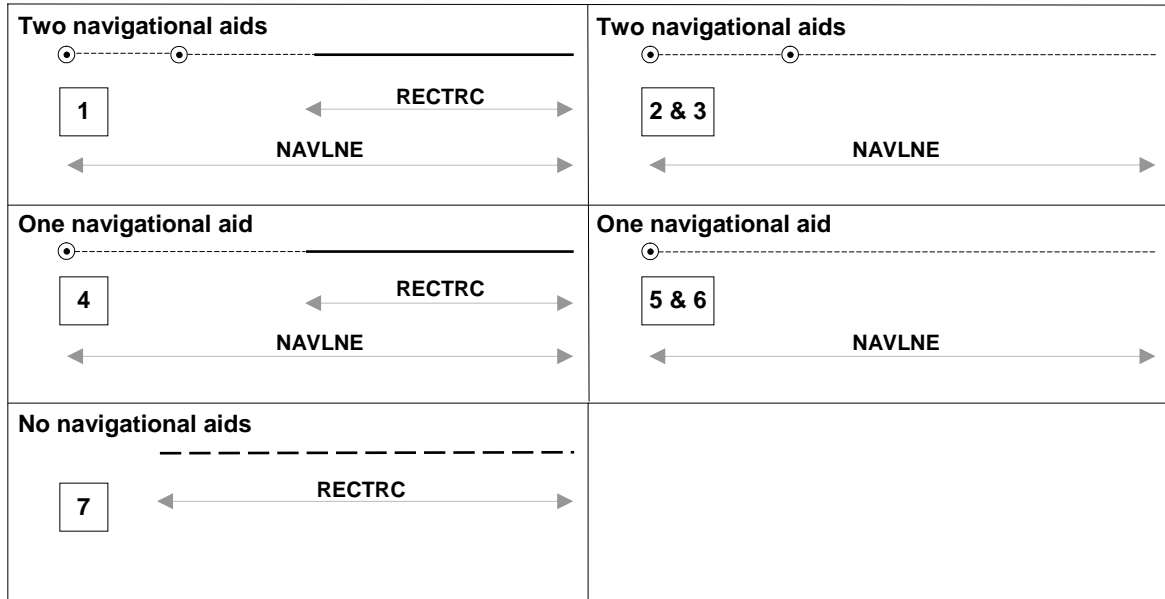 Two navigational aids
RECTRC
1
NAVLNE
Two navigational aids
2 & 3
NAVLNE
One navigational aid
RECTRC
4
NAVLNE
One navigational aid
5 & 6
NAVLNE
No navigational aids
RECTRC
7